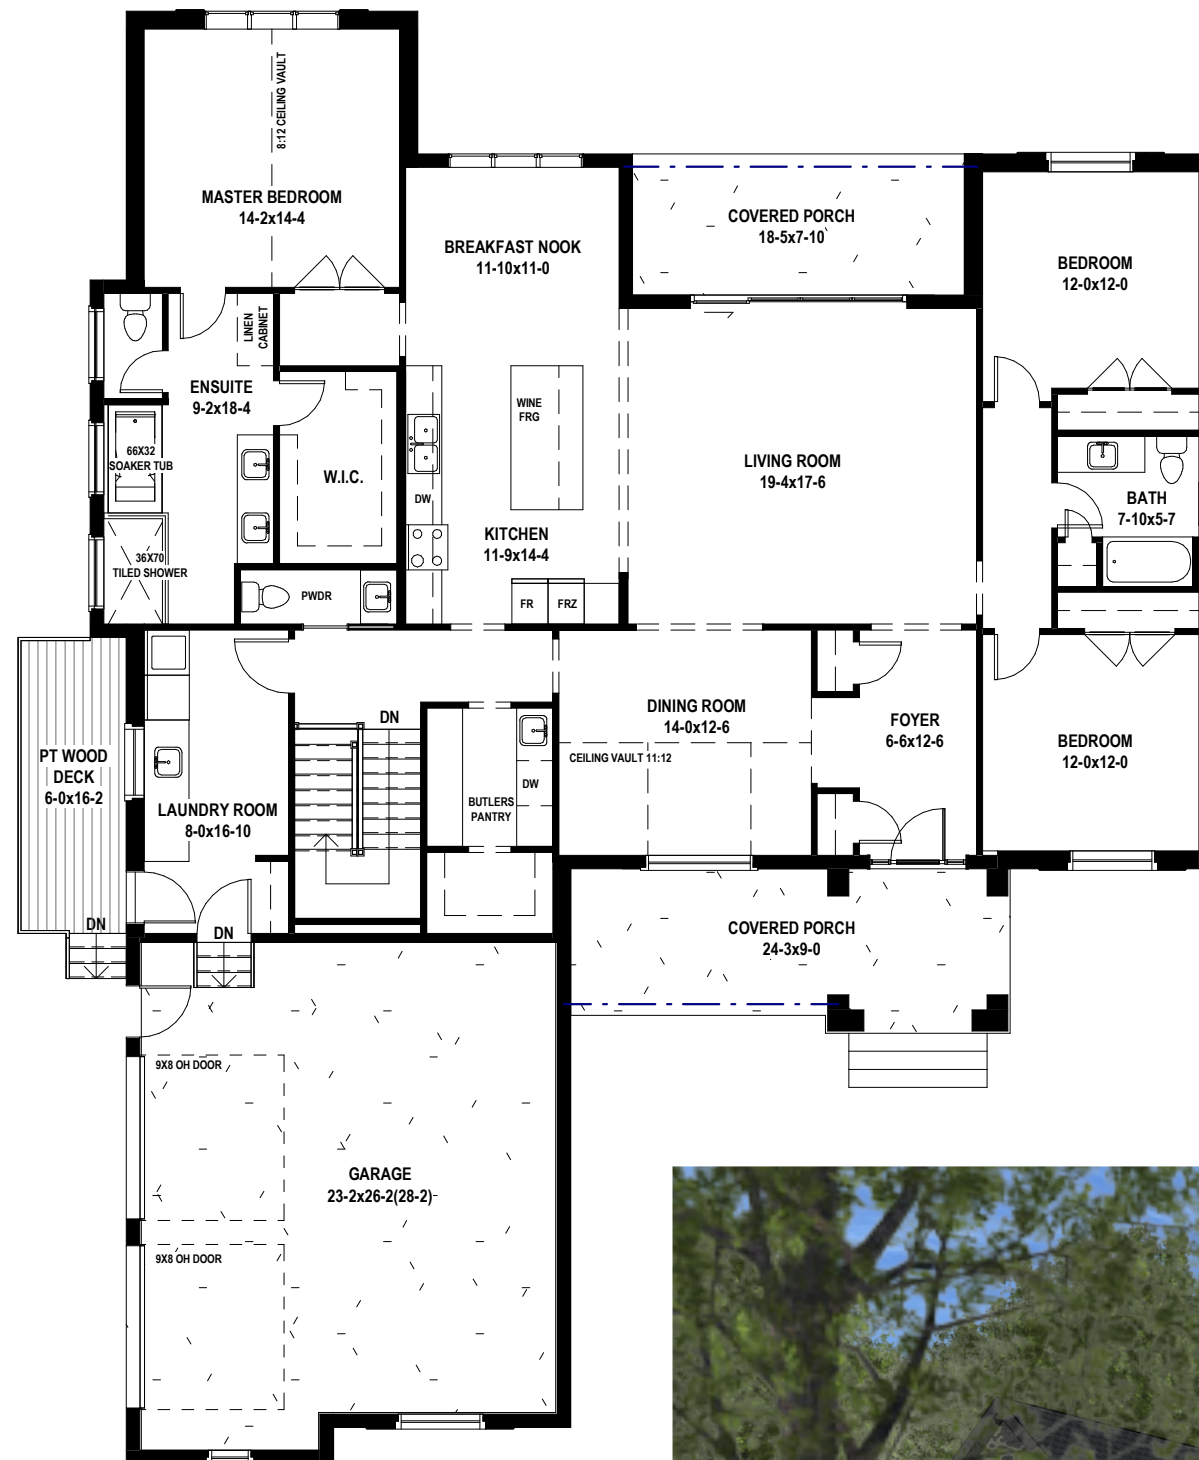 8:12 CEILING VAULT
MASTER BEDROOM
14-2x14-4
BREAKFAST NOOK
11-10x11-0
COVERED PORCH
18-5x7-10
BEDROOM
12-0x12-0
LINEN
CABINET
ENSUITE
9-2x18-4
WINE
FRG
66X32
SOAKER TUB
W.I.C.
LIVING ROOM
19-4x17-6
DW
BATH
7-10x5-7
KITCHEN
11-9x14-4
36X70
TILED SHOWER
PWDR
FR
FRZ
DN
DINING ROOM
14-0x12-6
FOYER
6-6x12-6
BEDROOM
12-0x12-0
PT WOOD
DECK
6-0x16-2
CEILING VAULT 11:12
DW
BUTLERS
PANTRY
LAUNDRY ROOM
8-0x16-10
DN
DN
COVERED PORCH
24-3x9-0
9X8 OH DOOR
GARAGE
23-2x26-2(28-2)
9X8 OH DOOR